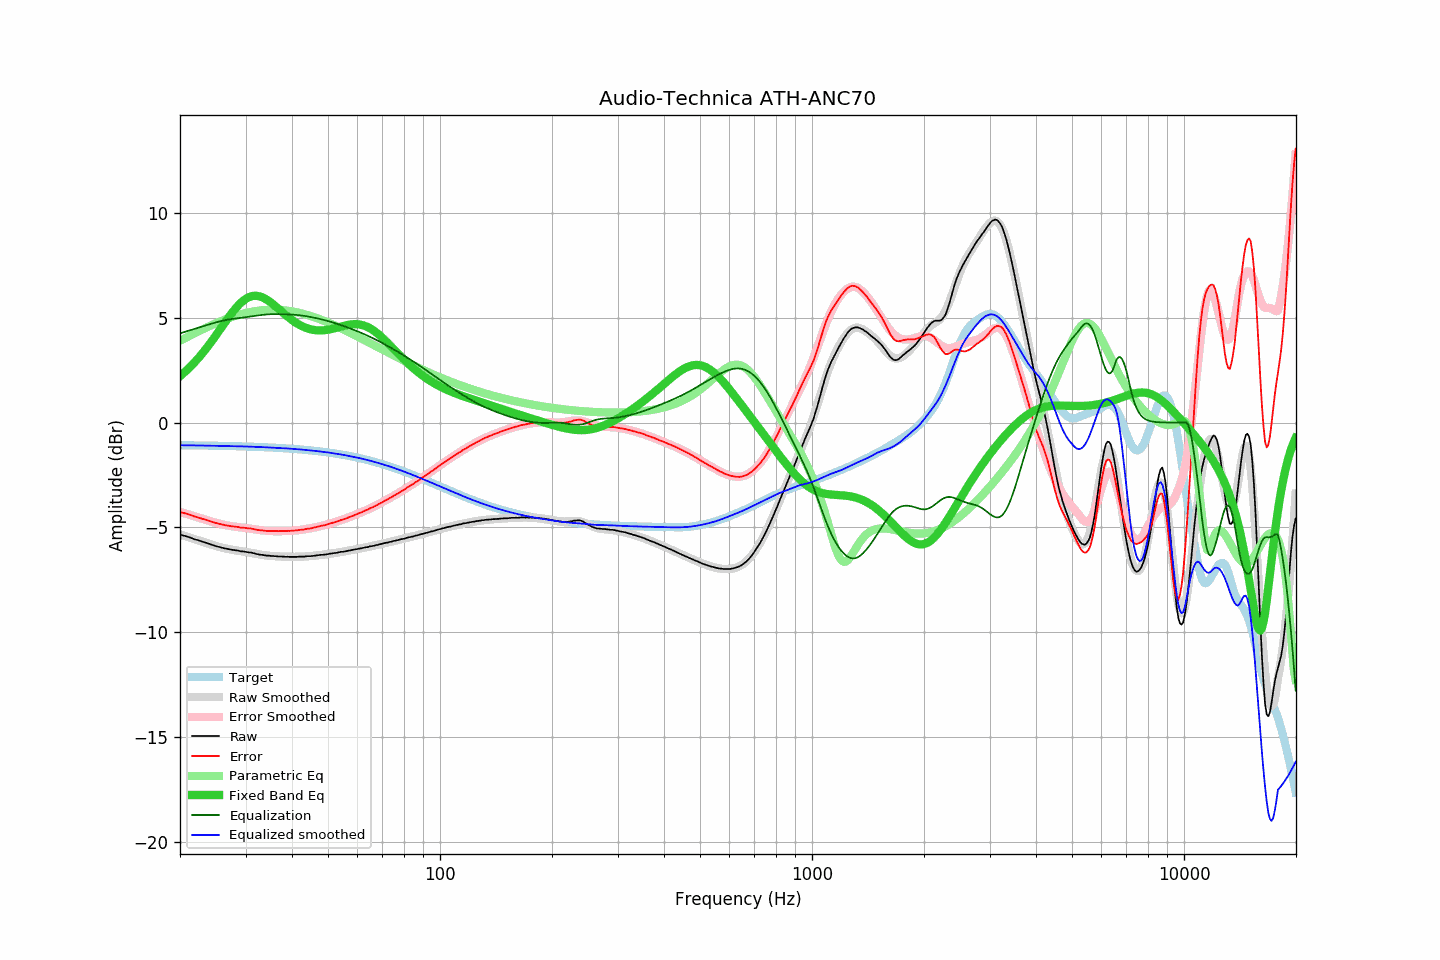 Audio-Technica ATH-ANC70
10
5
0
−5
−10
−15
−20
Amplitude (dBr)
Target
Raw Smoothed
Error Smoothed
Raw
Error
Parametric Eq
Fixed Band Eq
Equalization
Equalized smoothed
100 1000 10000
Frequency (Hz)